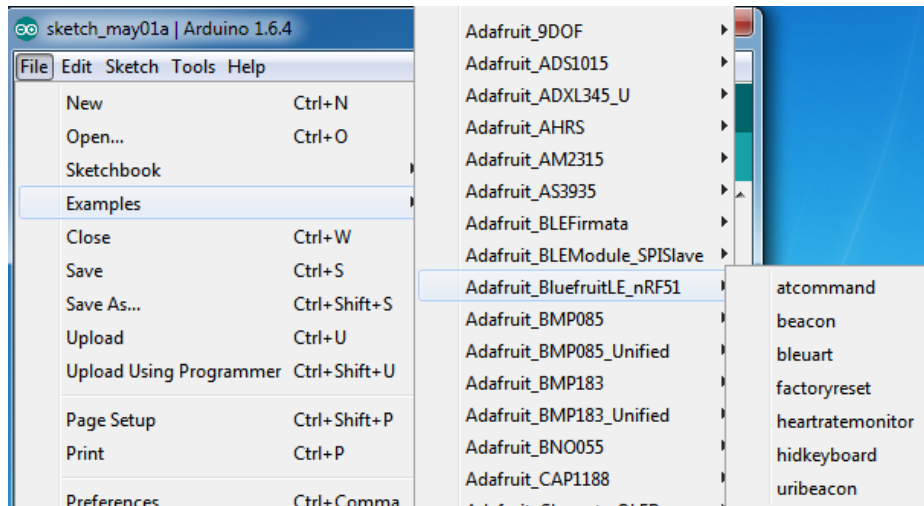 sketch_may01a | Arduino 1.6.4
File Edit Sketch Tools Help
New Ctrl+N
Open... Ctrl+O
Sketchbook
Examples
Close Ctrl+W
Save Ctrl+S
Save As... Ctrl+Shift+S
Upload Ctrl+U
Upload Using Programmer Ctrl+Shift+U
Page Setup Ctrl+Shift+P
Print Ctrl+P
Preferences Ctrl+Comma
Adafruit_9DOF
Adafruit_ADS1015
Adafruit_ADXL345_U
Adafruit_AHRS
Adafruit_AM2315
Adafruit_AS3935
Adafruit_BLEFirmata
Adafruit_BLEModule_SPISlave
Adafruit_BluefruitLE_nRF51
Adafruit_BMP085
Adafruit_BMP085_Unified
Adafruit_BMP183
Adafruit_BMP183_Unified
Adafruit_BNO055
Adafruit_CAP1188
atcommand
beacon
bleuart
factoryreset
heartratemonitor
hidkeyboard
uribeacon